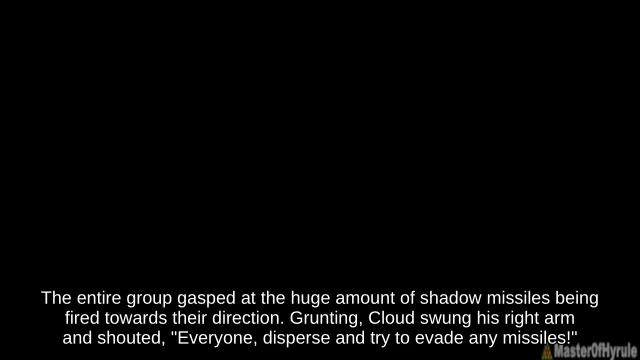 The entire group gasped at the huge amount of shadow missiles being
fired towards their direction. Grunting, Cloud swung his right arm
and shouted, "Everyone, disperse and try to evade any missiles!"
MasterOfHyrule